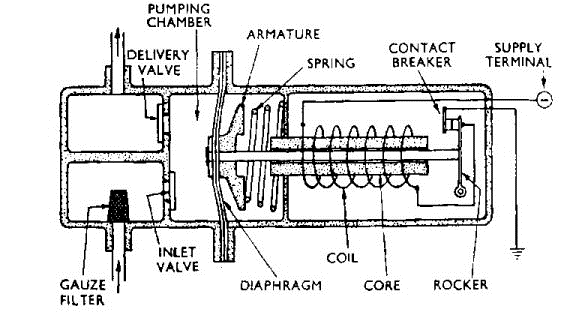 PUMPING
CHAMBER
DELIVERY
VALVE
ARMATURE
SPRING
CONTACT
BREAKER
SUPPLY
TERMINAL
GAUZE
FILTER
INLET
VALVE
DIAPHRAGM
COIL
CORE
ROCKER